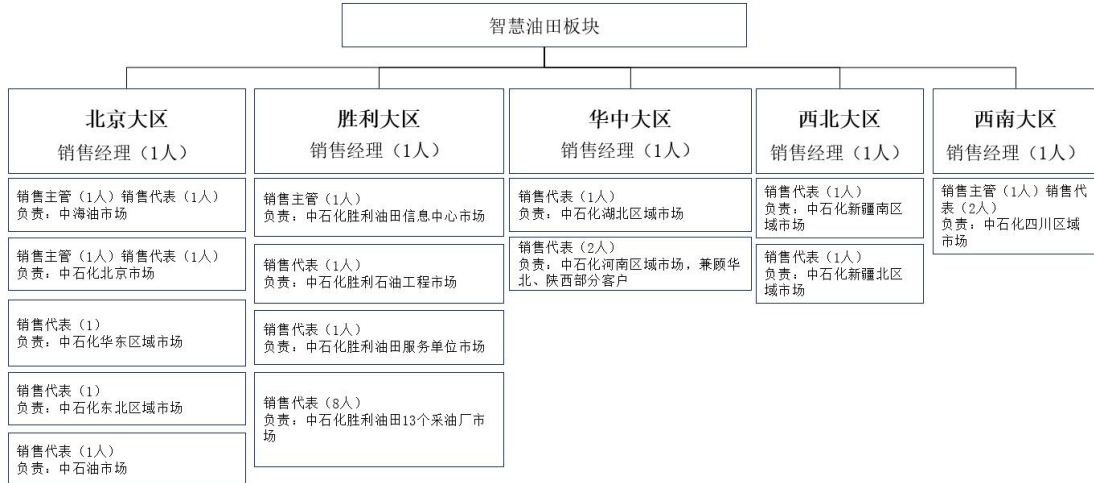 智慧油田板块
北京大区
销售经理（1人）
销售主管（1人）销售代表（1人）
负责：中海油市场
销售主管（1人）销售代表（1人）
负责：中石化北京市场
销售代表（1）
负责：中石化华东区域市场
销售代表（1）
负责：中石化东北区域市场
销售代表（1人）
负责：中石油市场
胜利大区
销售经理（1人）
销售主管（1人）
负责：中石化胜利油田信息中心市场
销售代表（1人）
负责：中石化胜利石油工程市场
销售代表（1人）
负责：中石化胜利油田服务单位市场
销售代表（8人）
负责：中石化胜利油田13个采油厂市
场
华中大区
销售经理（1人）
销售代表（1人）
负责：中石化湖北区域市场
销售代表（2人）
负责：中石化河南区域市场，兼顾华
北、陕西部分客户
西北大区
销售经理（1人）
销售代表（1人）
负责：中石化新疆南区
域市场
销售代表（1人）
负责：中石化新疆北区
域市场
西南大区
销售经理（1人）
销售主管（1人）销售代
表（2人）
负责：中石化四川区域
市场